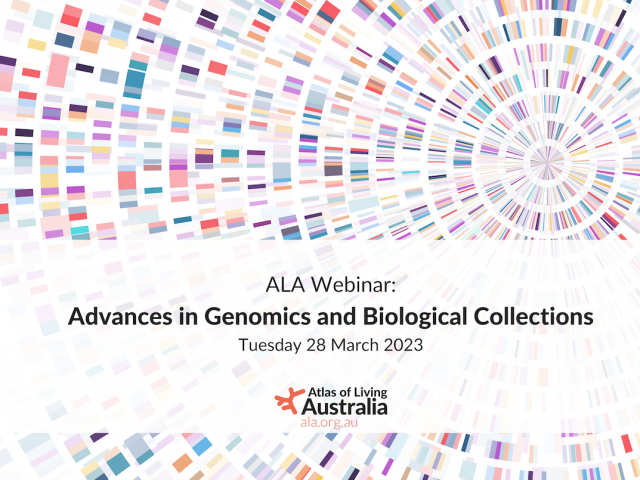 ALA Webinar:
Advances in Genomics and Biological Collections
Tuesday 28 March 2023
Atlas of Living
Australia
ala.org.au